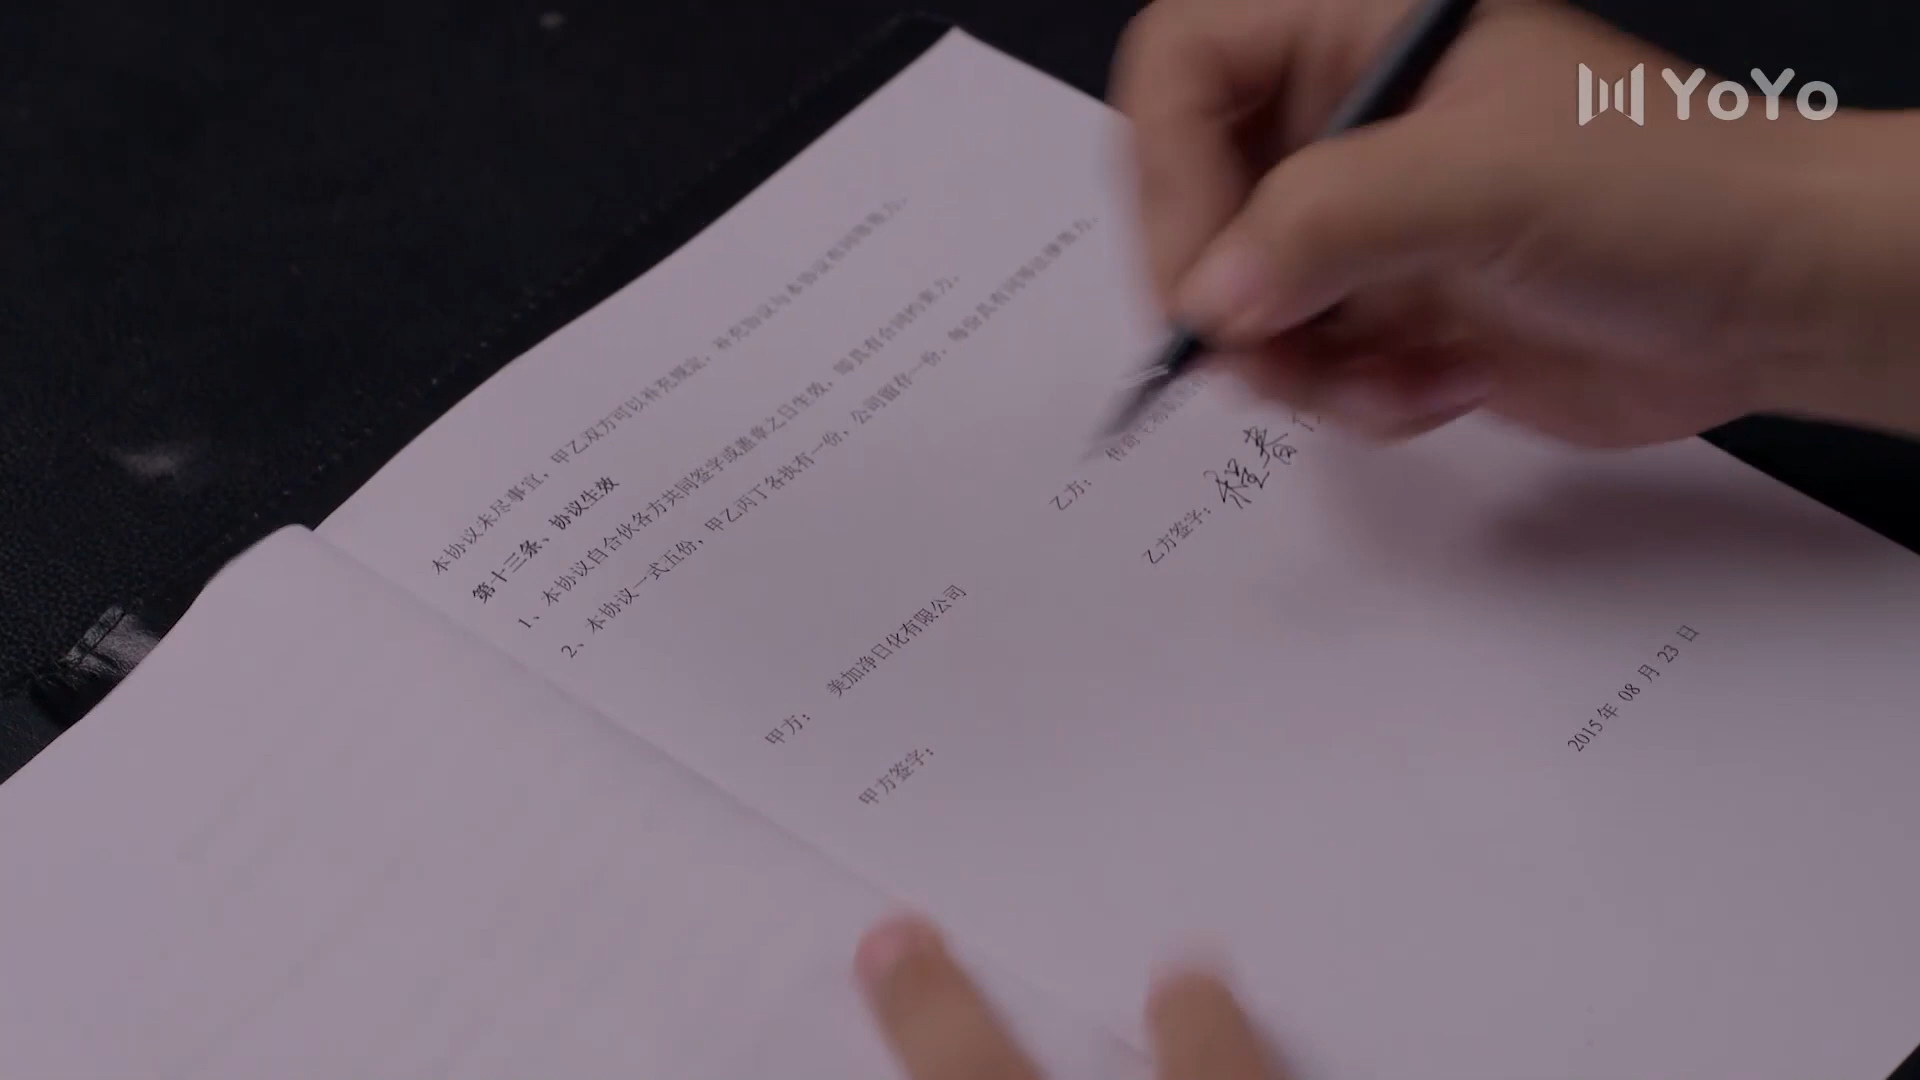 YoYo
本协议未尽事宜，甲乙双方可以补充规定，补充协议与本协议有同等效力。
第十三条、协议生效
1、本协议自合伙各方共同签字或盖章之日生效，即具有合同约束力。
2、本协议一式五份，甲乙丙丁各执有一份，公司留存一份，每份具有同等法律效力。
甲方： 美加净日化有限公司
乙方：
甲方签字：
乙方签字：程春
2015年 08 月 23 日